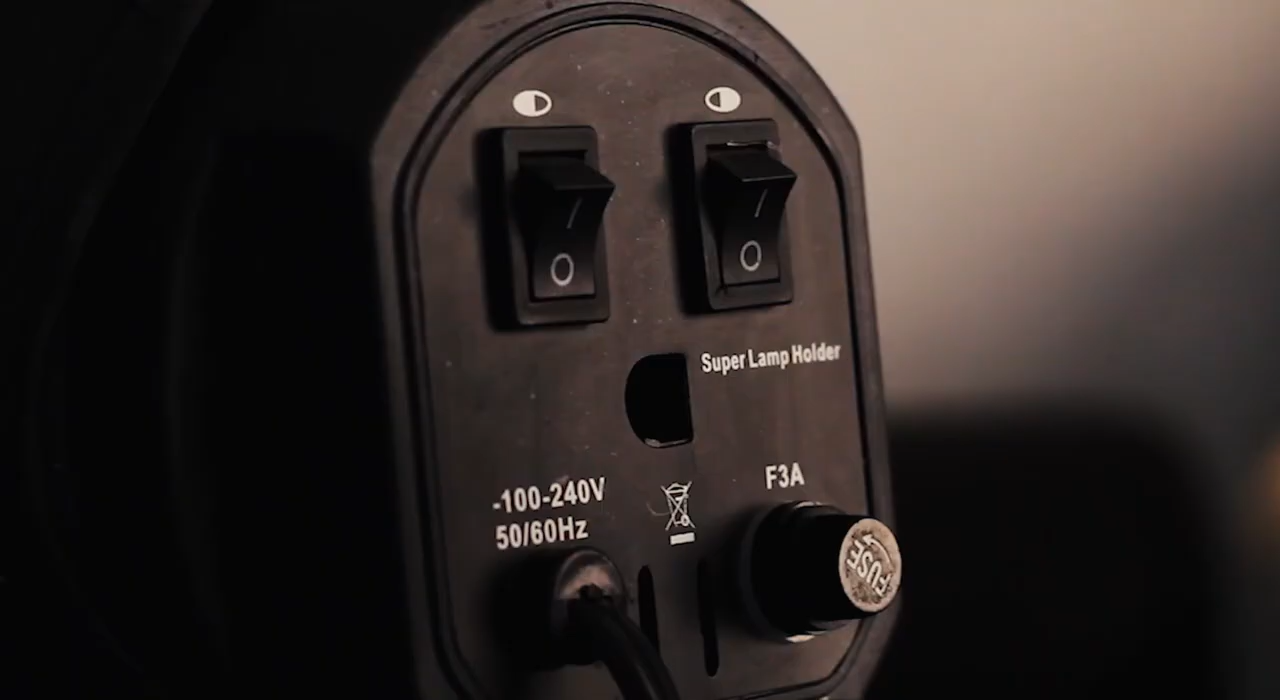 I
O
I
O
Super Lamp Holder
F3A
-100-240V
50/60Hz
FUSE